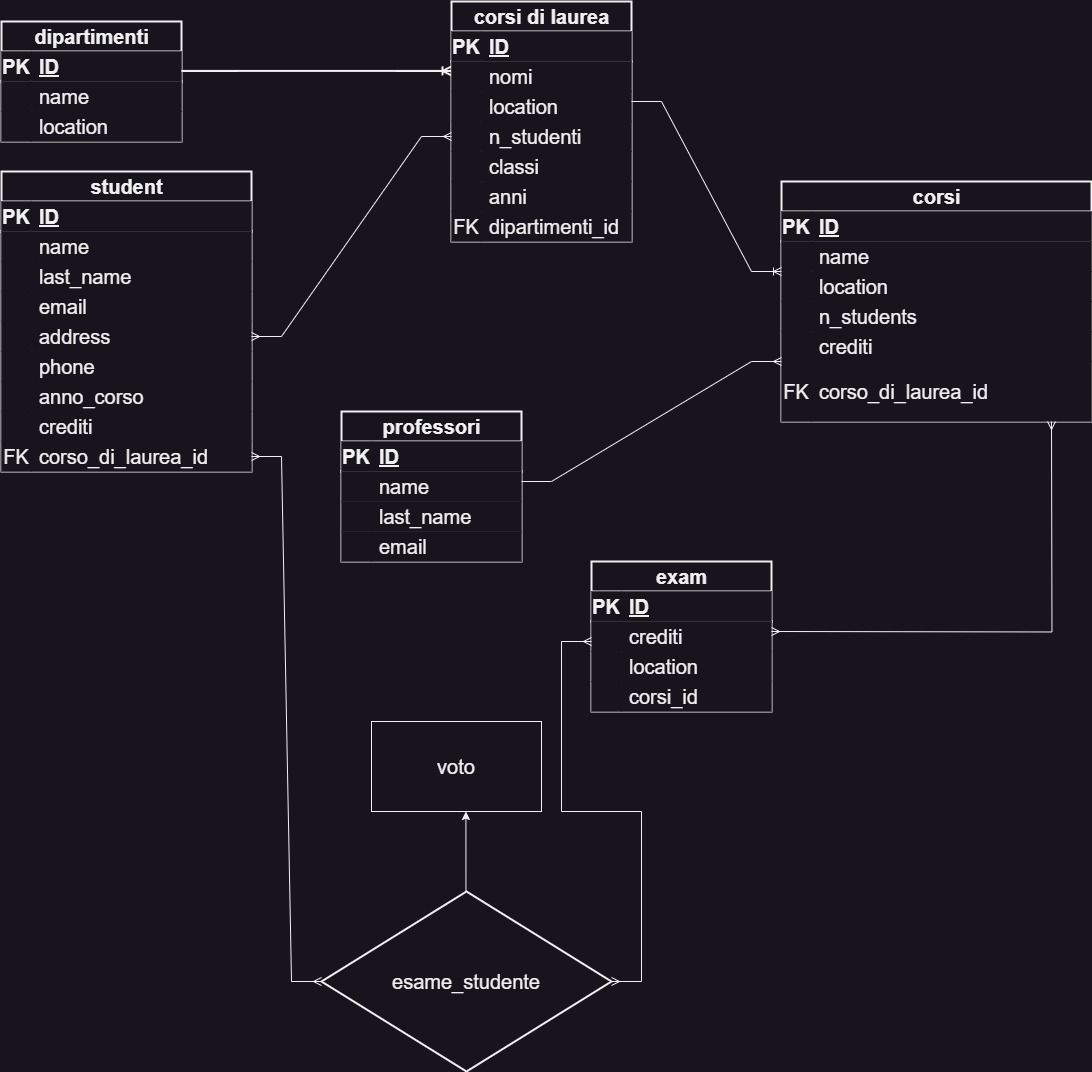 dipartimenti
PK ID
name
location
corsi di laurea
PK ID
nomi
location
n_studenti
classi
anni
FK dipartimenti_id
student
PK ID
name
last_name
email
address
phone
anno_corso
crediti
FK corso_di_laurea_id
corsi
PK ID
name
location
n_students
crediti
FK corso_di_laurea_id
professori
PK ID
name
last_name
email
exam
PK ID
crediti
location
corsi_id
voto
esame_studente